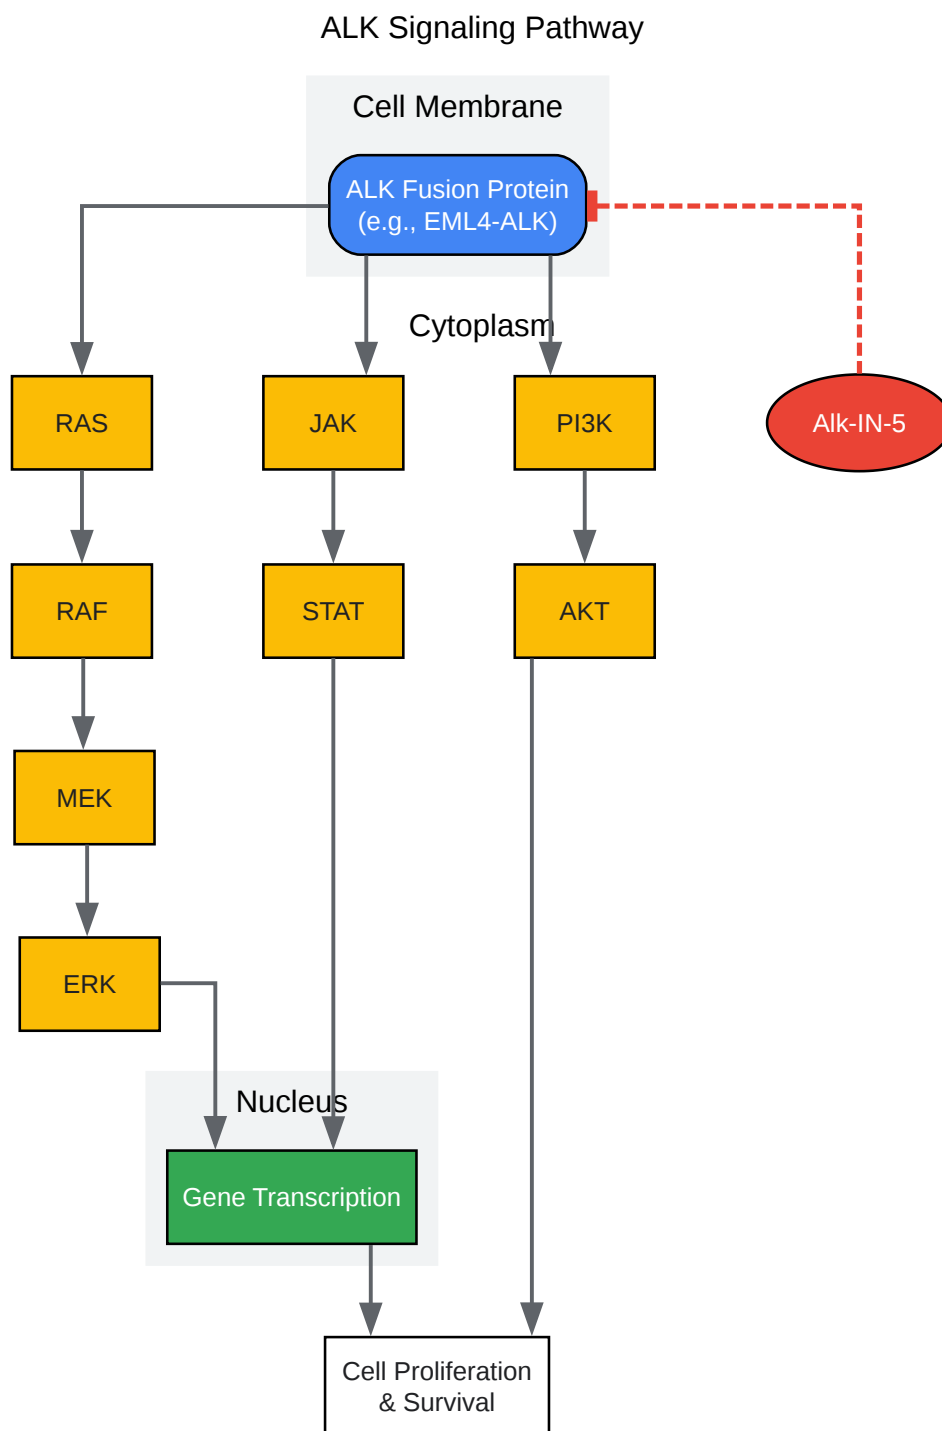 ALK Signaling Pathway
Cell Membrane
ALK Fusion Protein
(e.g., EML4-ALK)
Cytoplasm
RAS
JAK
PI3K
Alk-IN-5
RAF
STAT
AKT
MEK
ERK
Nucleus
Gene Transcription
Cell Proliferation
& Survival